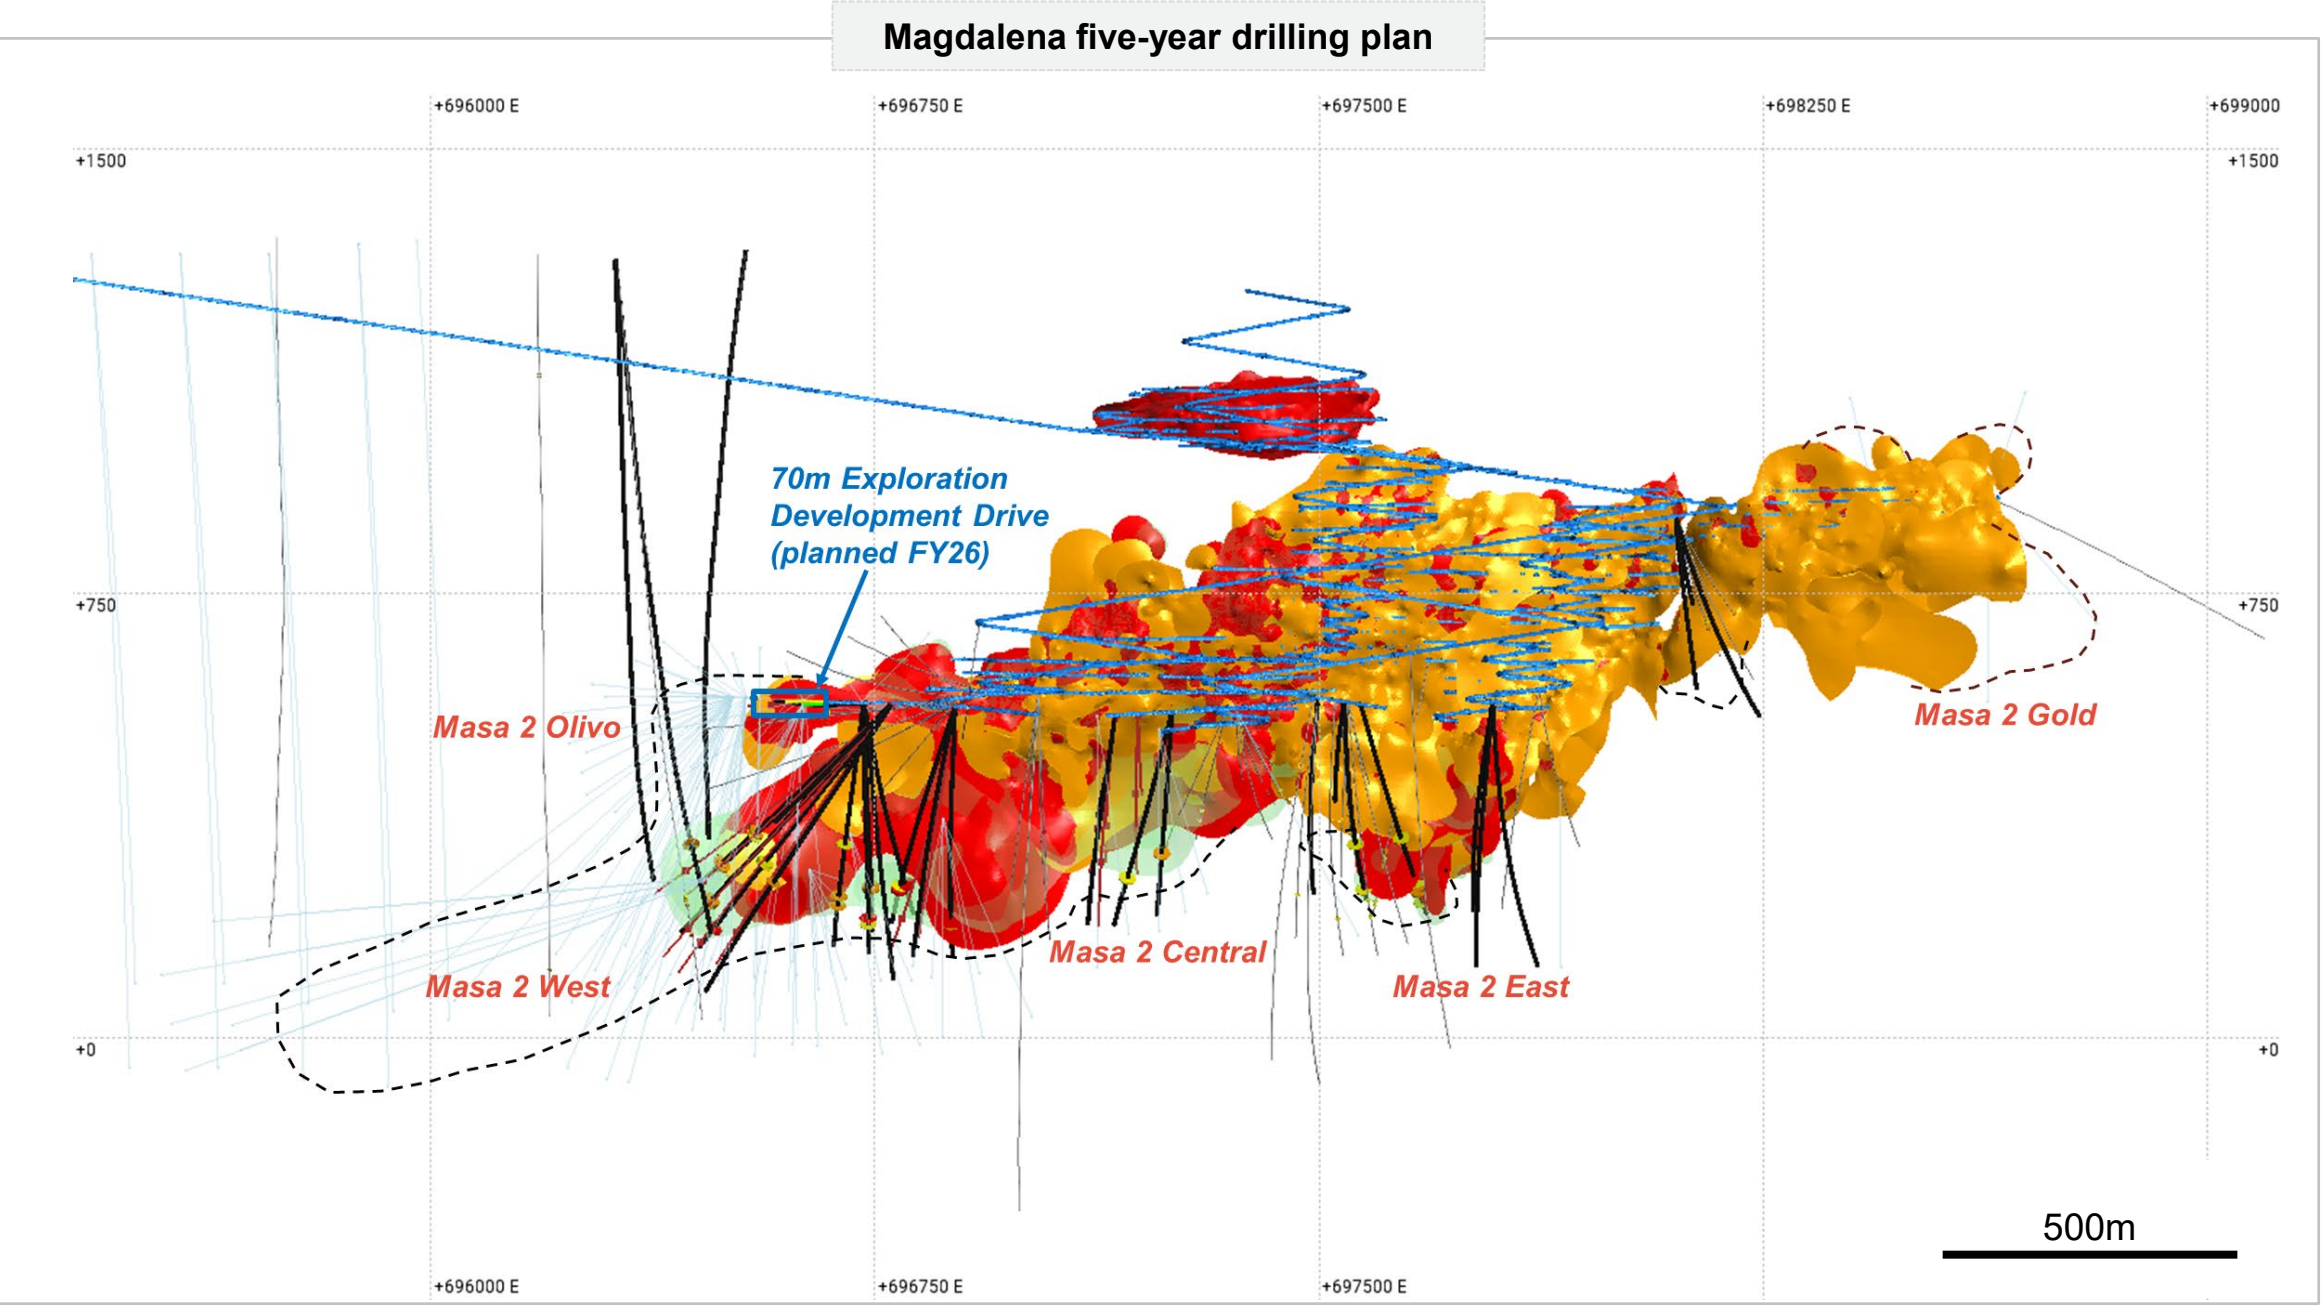 Magdalena five-year drilling plan
+696000 E
+696750 E
+697500 E
+698250 E
+699000
+1500
+1500
70m Exploration
Development Drive
(planned FY26)
+750
+750
Masa 2 Olivo
Masa 2 Gold
Masa 2 Central
Masa 2 West
Masa 2 East
+0
+0
500m
+696000 E
+696750 E
+697500 E